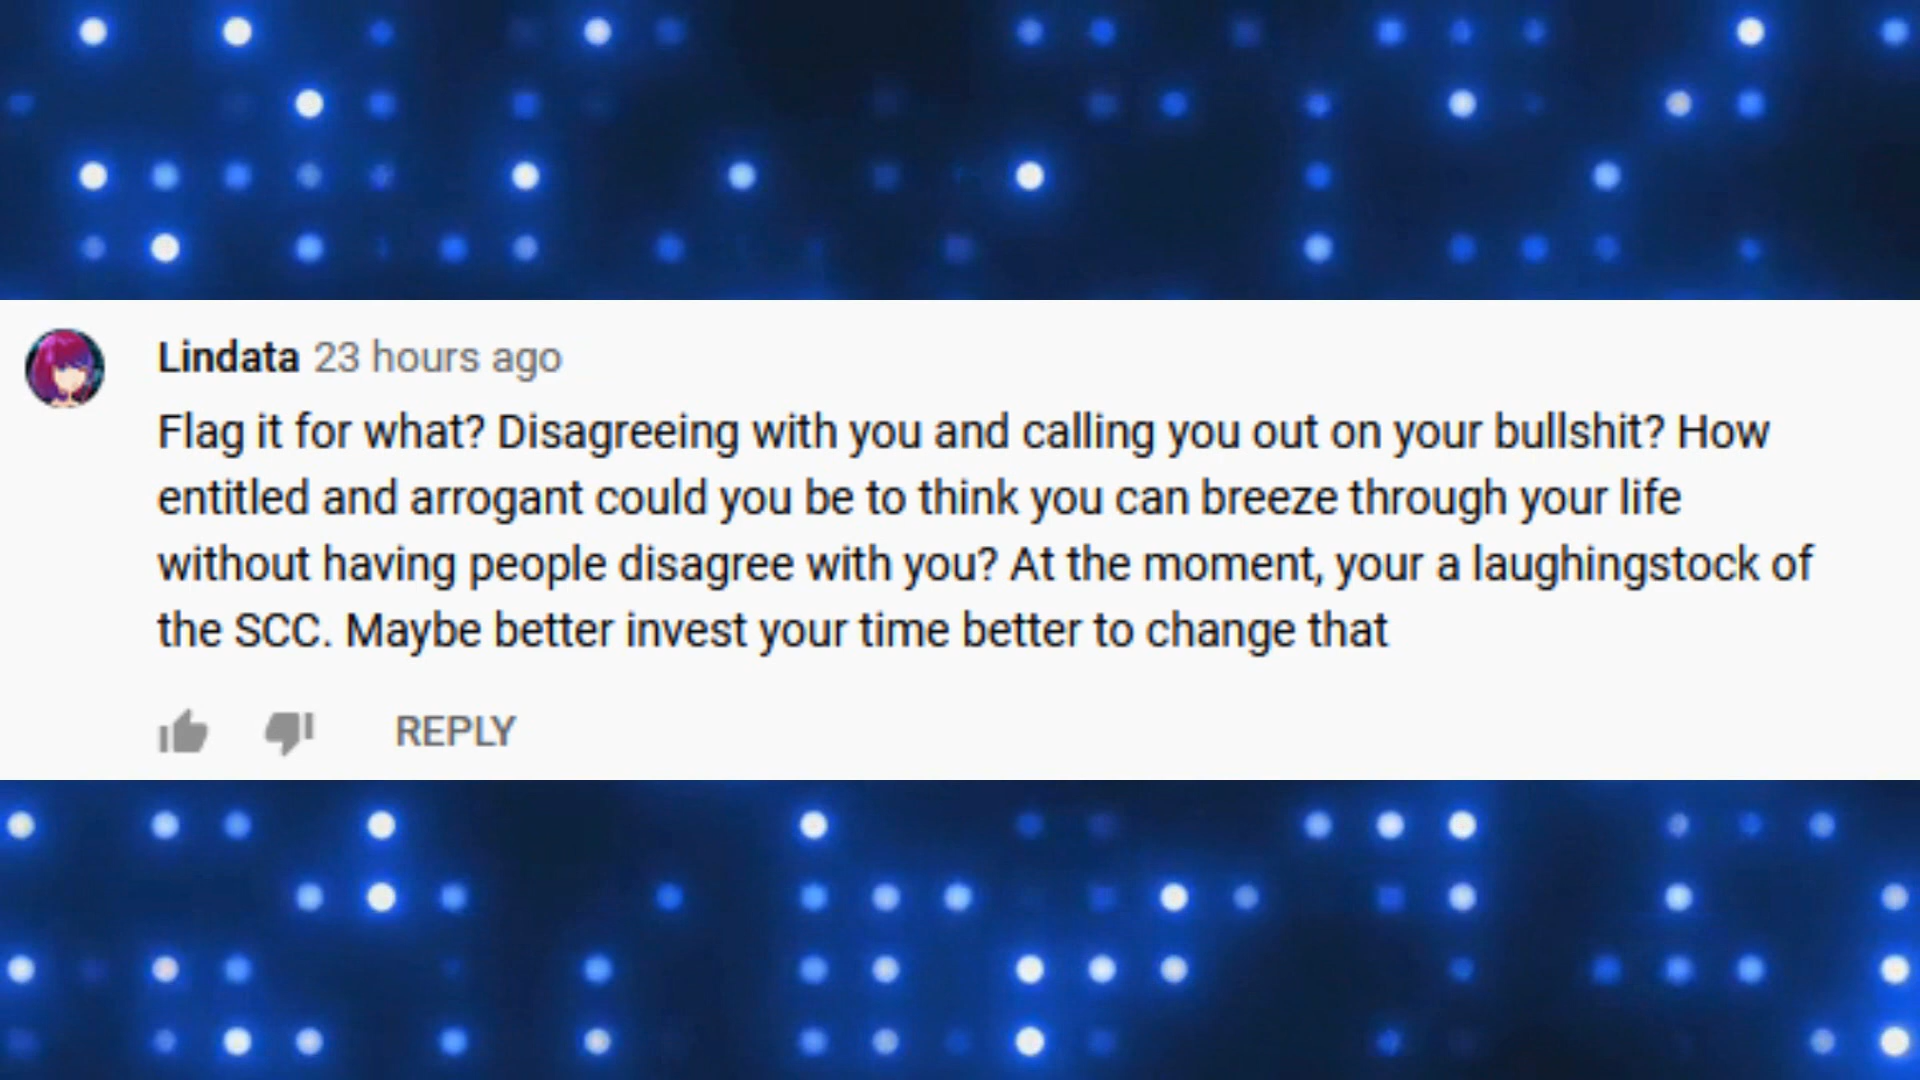 Lindata 23 hours ago
Flag it for what? Disagreeing with you and calling you out on your bullshit? How
entitled and arrogant could you be to think you can breeze through your life
without having people disagree with you? At the moment, your a laughingstock of
the SCC. Maybe better invest your time better to change that
REPLY